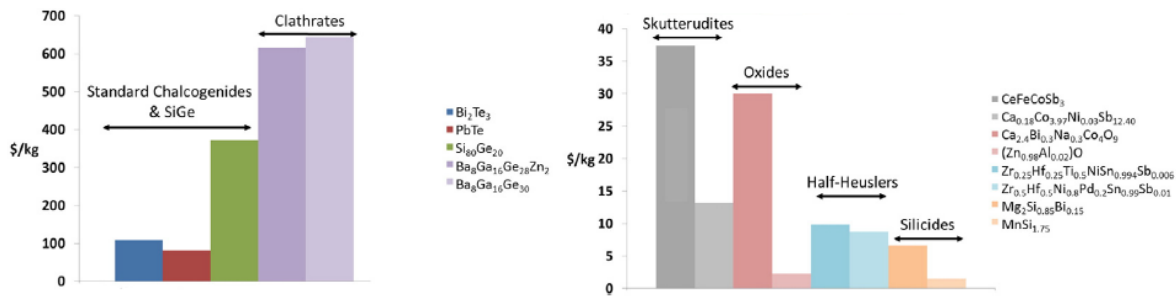 700
600
500
400
300
200
100
0
$/kg
Clathrates
Standard Chalcogenides
& SiGe
Bi₂Te₃
PbTe
Si₈₀Ge₂₀
Ba₈Ga₁₆Ge₂₈Zn₂
Ba₈Ga₁₆Ge₃₀
40
35
30
25
20
15
10
5
0
$/kg
Skutterudites
Oxides
Half-Heuslers
Silicides
CeFeCoSb₃
Ca₀.₁₈Co₃.₉₇Ni₀.₀₃Sb₁₂.₄₀
Ca₂.₄Bi₀.₃Na₀.₃Co₄O₉
(Zn₀.₉₈Al₀.₀₂)O
Zr₀.₂₅Hf₀.₂₅Ti₀.₅NiSn₀.₉₉₄Sb₀.₀₀₆
Zr₀.₅Hf₀.₅Ni₀.₈Pd₀.₂Sn₀.₉₉Sb₀.₀₁
Mg₂Si₀.₈₅Bi₀.₁₅
MnSi₁.₇₅